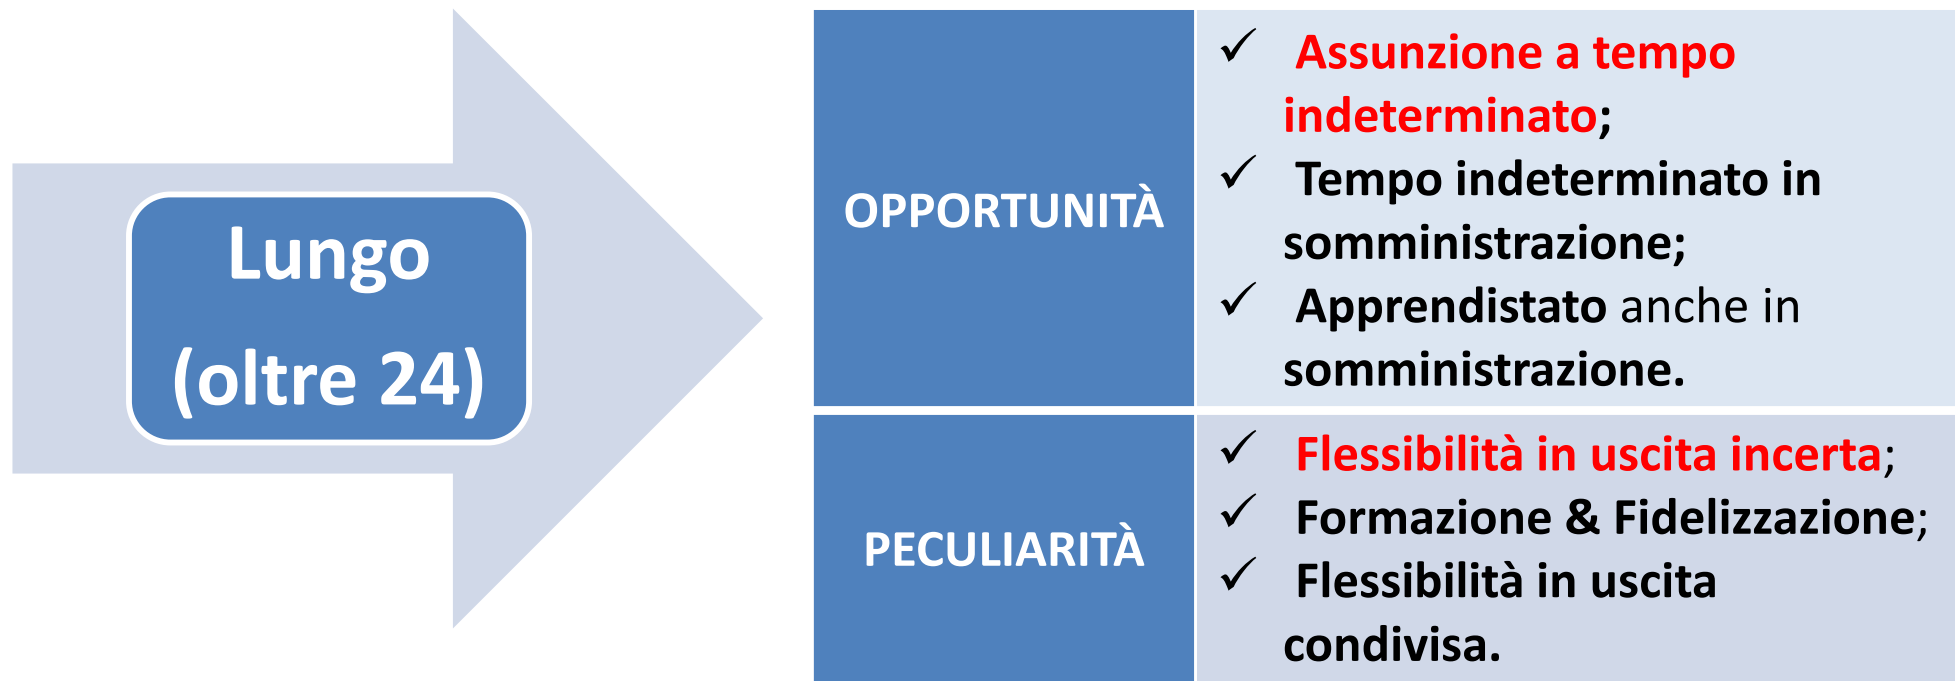 Lungo
(oltre 24)
OPPORTUNITÀ
✓ Assunzione a tempo
indeterminato;
✓ Tempo indeterminato in
somministrazione;
✓ Apprendistato anche in
somministrazione.
PECULIARITÀ
✓ Flessibilità in uscita incerta;
✓ Formazione & Fidelizzazione;
✓ Flessibilità in uscita
condivisa.